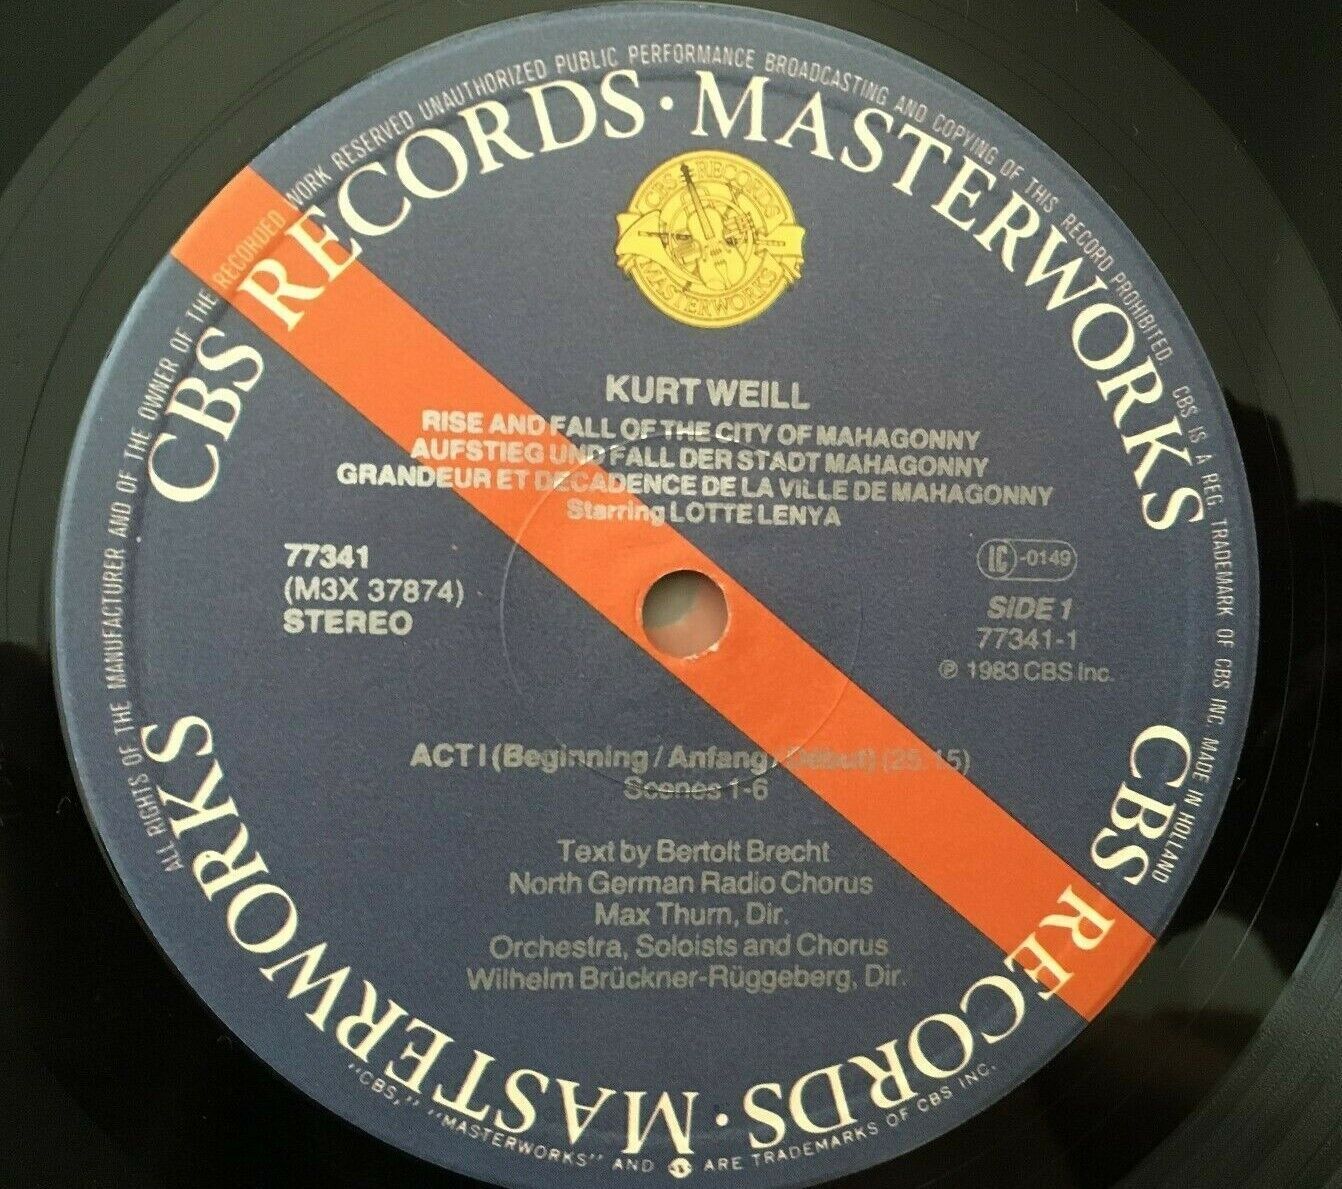 ALL RIGHTS OF THE MANUFACTURER AND OF THE OWNER OF THE RECORDED WORK RESERVED UNAUTHORIZED PUBLIC PERFORMANCE BROADCASTING AND COPYING OF THIS RECORD PROHIBITED
CBS IS A REG. TRADEMARK OF CBS INC. MADE IN HOLLAND
CBS RECORDS · MASTERWORKS
CBS RECORDS
MASTERWORKS
KURT WEILL
RISE AND FALL OF THE CITY OF MAHAGONNY
AUFSTIEG UND FALL DER STADT MAHAGONNY
GRANDEUR ET DECADENCE DE LA VILLE DE MAHAGONNY
Starring LOTTE LENYA
77341
(M3X 37874)
STEREO
IC -0149
SIDE 1
77341-1
℗ 1983 CBS Inc.
ACT I (Beginning / Anfang / Début) (25:15)
Scenes 1-6
Text by Bertolt Brecht
North German Radio Chorus
Max Thurn, Dir.
Orchestra, Soloists and Chorus
Wilhelm Brückner-Rüggeberg, Dir.
CBS RECORDS · MASTERWORKS
"CBS," "MASTERWORKS" AND ARE TRADEMARKS OF CBS INC.